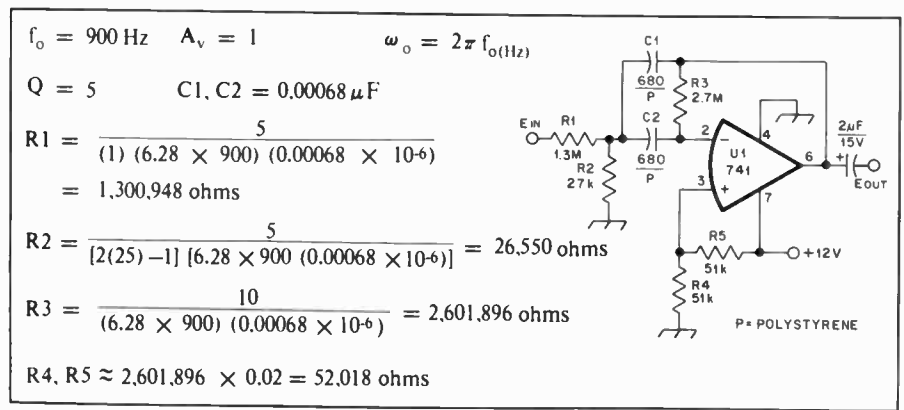 f_o = 900 Hz A_v = 1 ω_o = 2π f_o(Hz)
Q = 5 C1, C2 = 0.00068 μF
R1 = 5 / (1) (6.28 × 900) (0.00068 × 10^-6)
= 1,300,948 ohms
R2 = 5 / [2(25) −1] [6.28 × 900 (0.00068 ×10^-6)] = 26,550 ohms
R3 = 10 / (6.28 × 900) (0.00068 × 10^-6) = 2,601,896 ohms
R4, R5 ≈ 2,601,896 × 0.02 = 52,018 ohms
C1
680
P
R3
2.7M
EIN
R1
1.3M
C2
680
P
R2
27k
2
−
3
+
U1
741
4
6
7
2μF
15V
+
EOUT
R5
51k
+12V
R4
51k
P= POLYSTYRENE